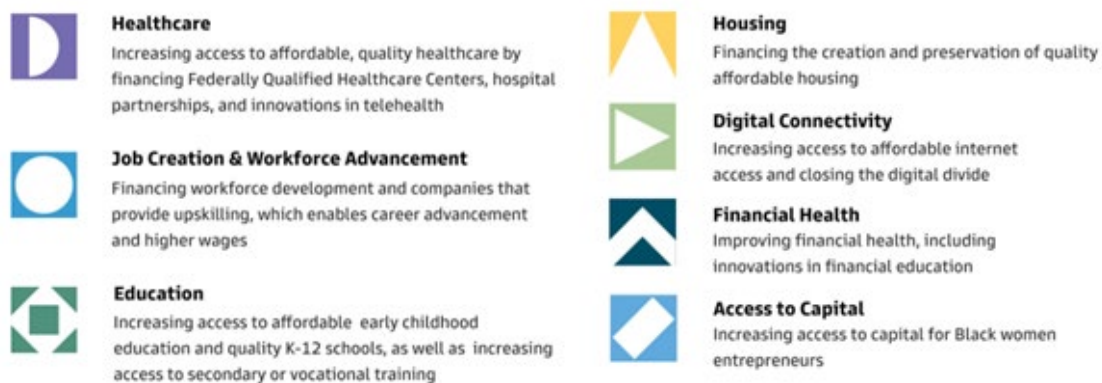 Healthcare
Increasing access to affordable, quality healthcare by
financing Federally Qualified Healthcare Centers, hospital
partnerships, and innovations in telehealth
Job Creation & Workforce Advancement
Financing workforce development and companies that
provide upskilling, which enables career advancement
and higher wages
Education
Increasing access to affordable early childhood
education and quality K-12 schools, as well as increasing
access to secondary or vocational training
Housing
Financing the creation and preservation of quality
affordable housing
Digital Connectivity
Increasing access to affordable internet
access and closing the digital divide
Financial Health
Improving financial health, including
innovations in financial education
Access to Capital
Increasing access to capital for Black women
entrepreneurs